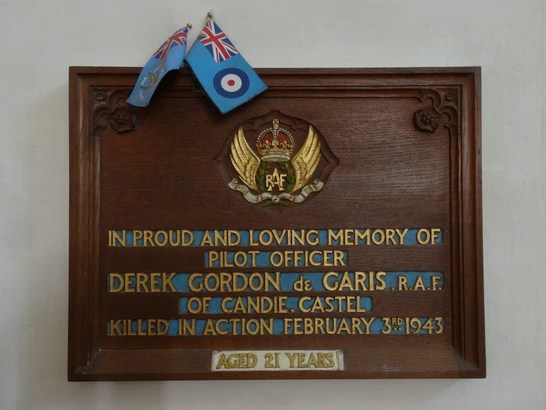 RAF
IN PROUD AND LOVING MEMORY OF
PILOT OFFICER
DEREK GORDON de GARIS. R.A.F.
OF CANDIE. CASTEL
KILLED IN ACTION FEBRUARY 3RD 1943
AGED 21 YEARS